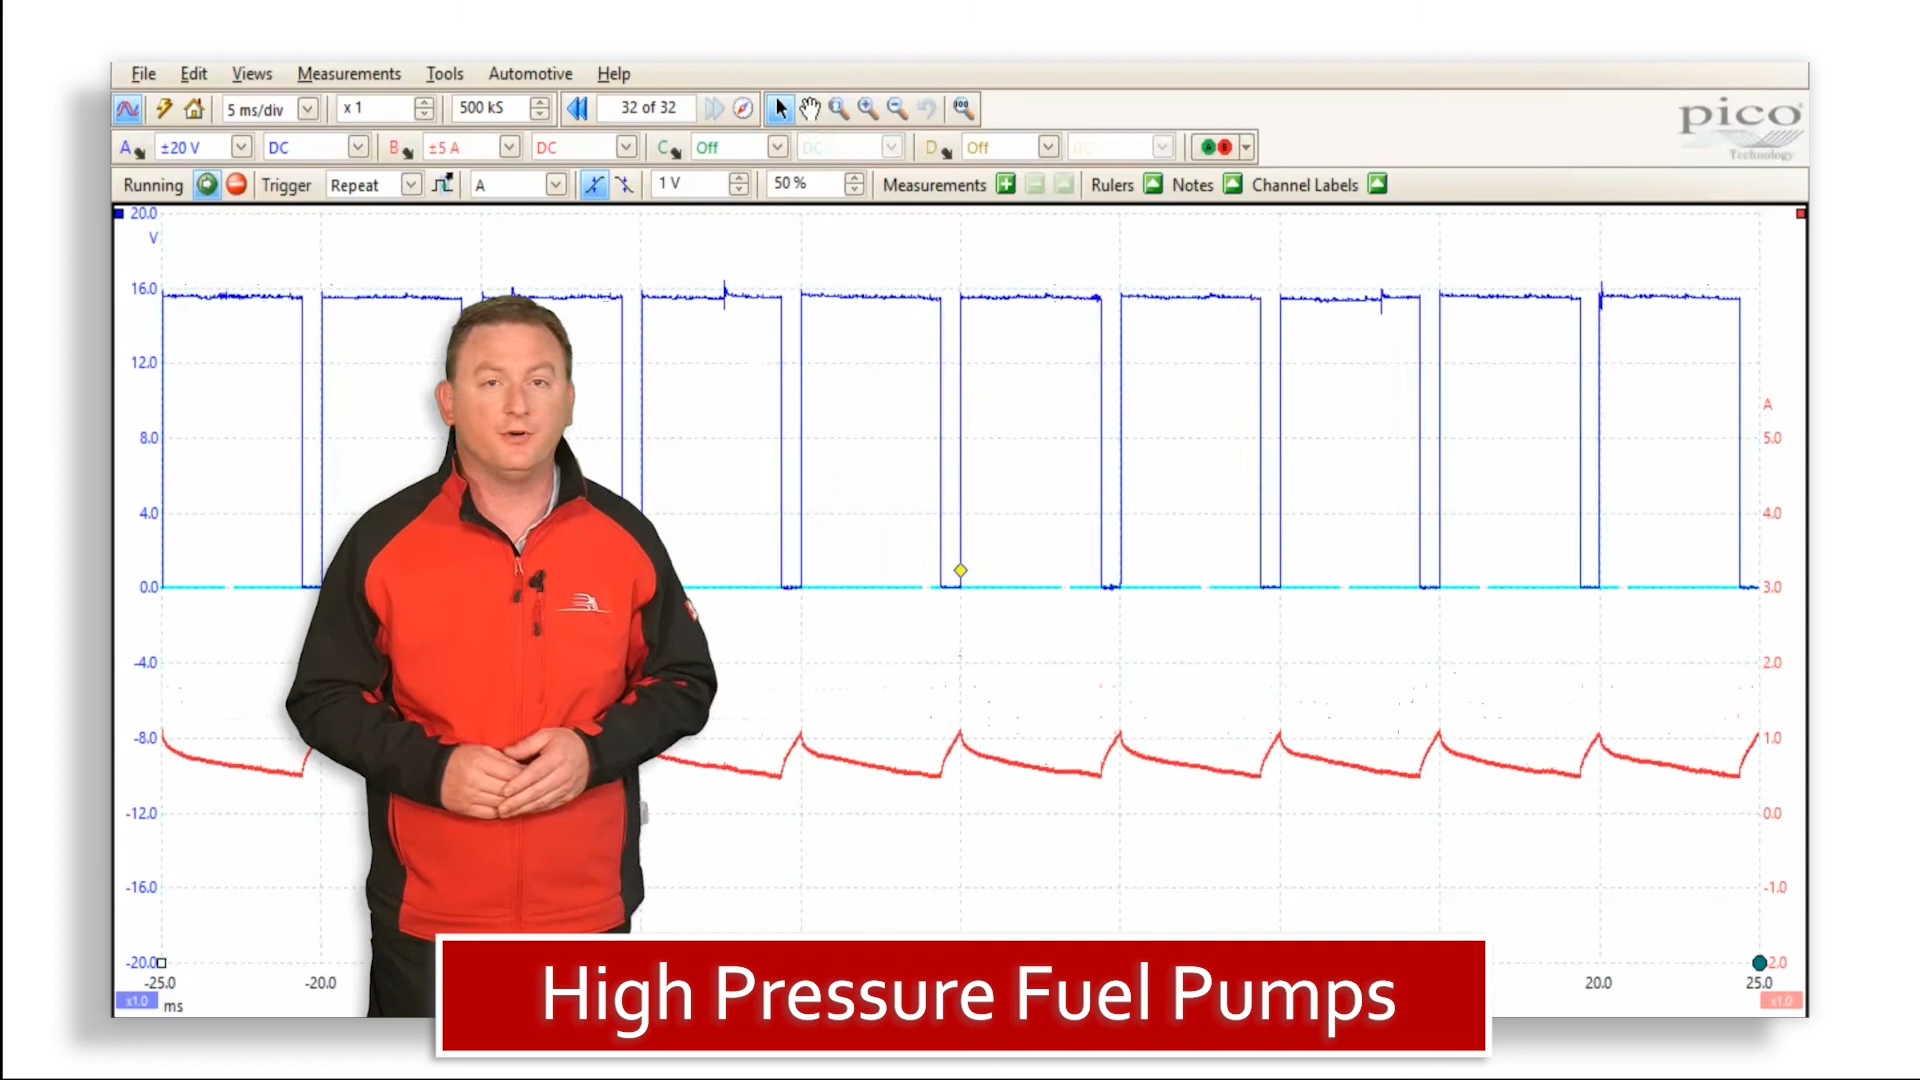 File Edit Views Measurements Tools Automotive Help
5 ms/div x 1 500 kS 32 of 32
pico
Technology
A ±20 V DC B ±5 A DC C Off DC D Off
Running Trigger Repeat A 1 V 50 % Measurements Rulers Notes Channel Labels
20.0
V
16.0
12.0
A
8.0 5.0
4.0 4.0
0.0 3.0
-4.0 2.0
-8.0 1.0
-12.0 0.0
-16.0 -1.0
-20.0 2.0
-25.0 -20.0 20.0 25.0
x1.0 ms x1.0
High Pressure Fuel Pumps